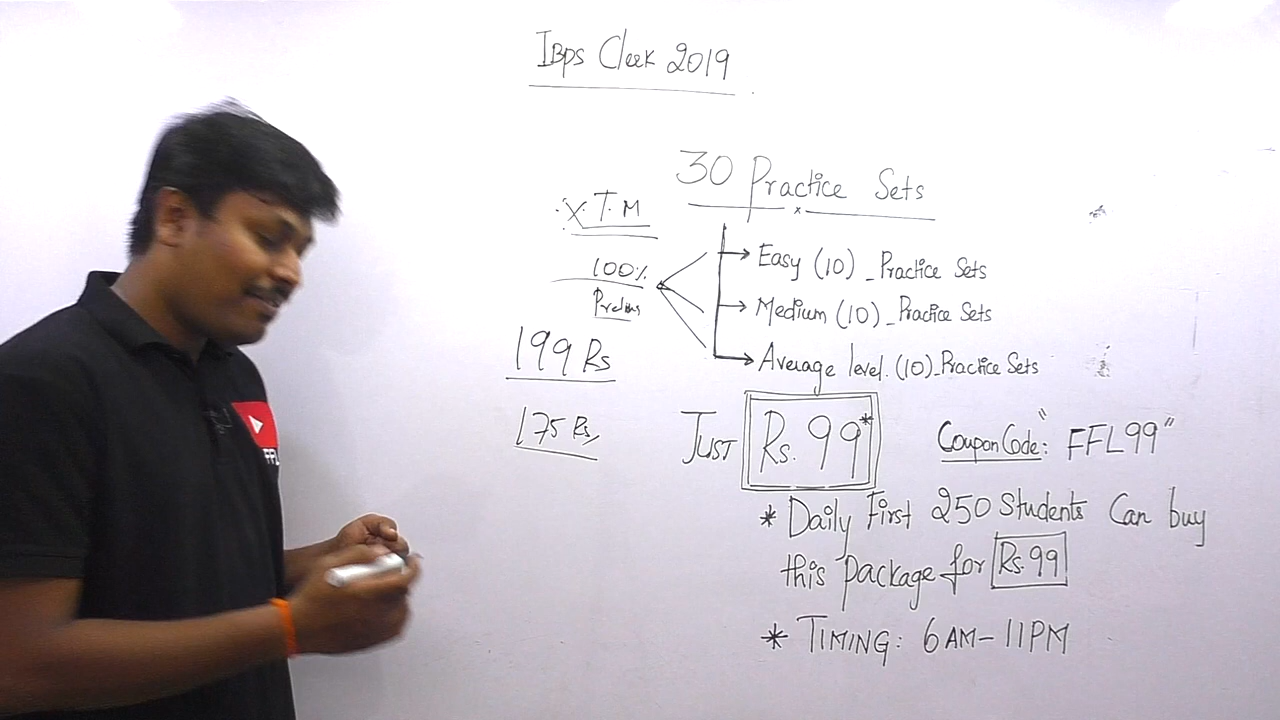 IBPS Clerk 2019
30 Practice Sets
X. T. M
100%
Prelims
Easy (10) - Practice Sets
Medium (10) - Practice Sets
Average level. (10) - Practice Sets
199 Rs
175 Rs/
JUST Rs. 99*
Coupon Code: "FFL99"
* Daily First 250 Students Can buy
this package for Rs. 99
* TIMING: 6AM - 11PM
FFL